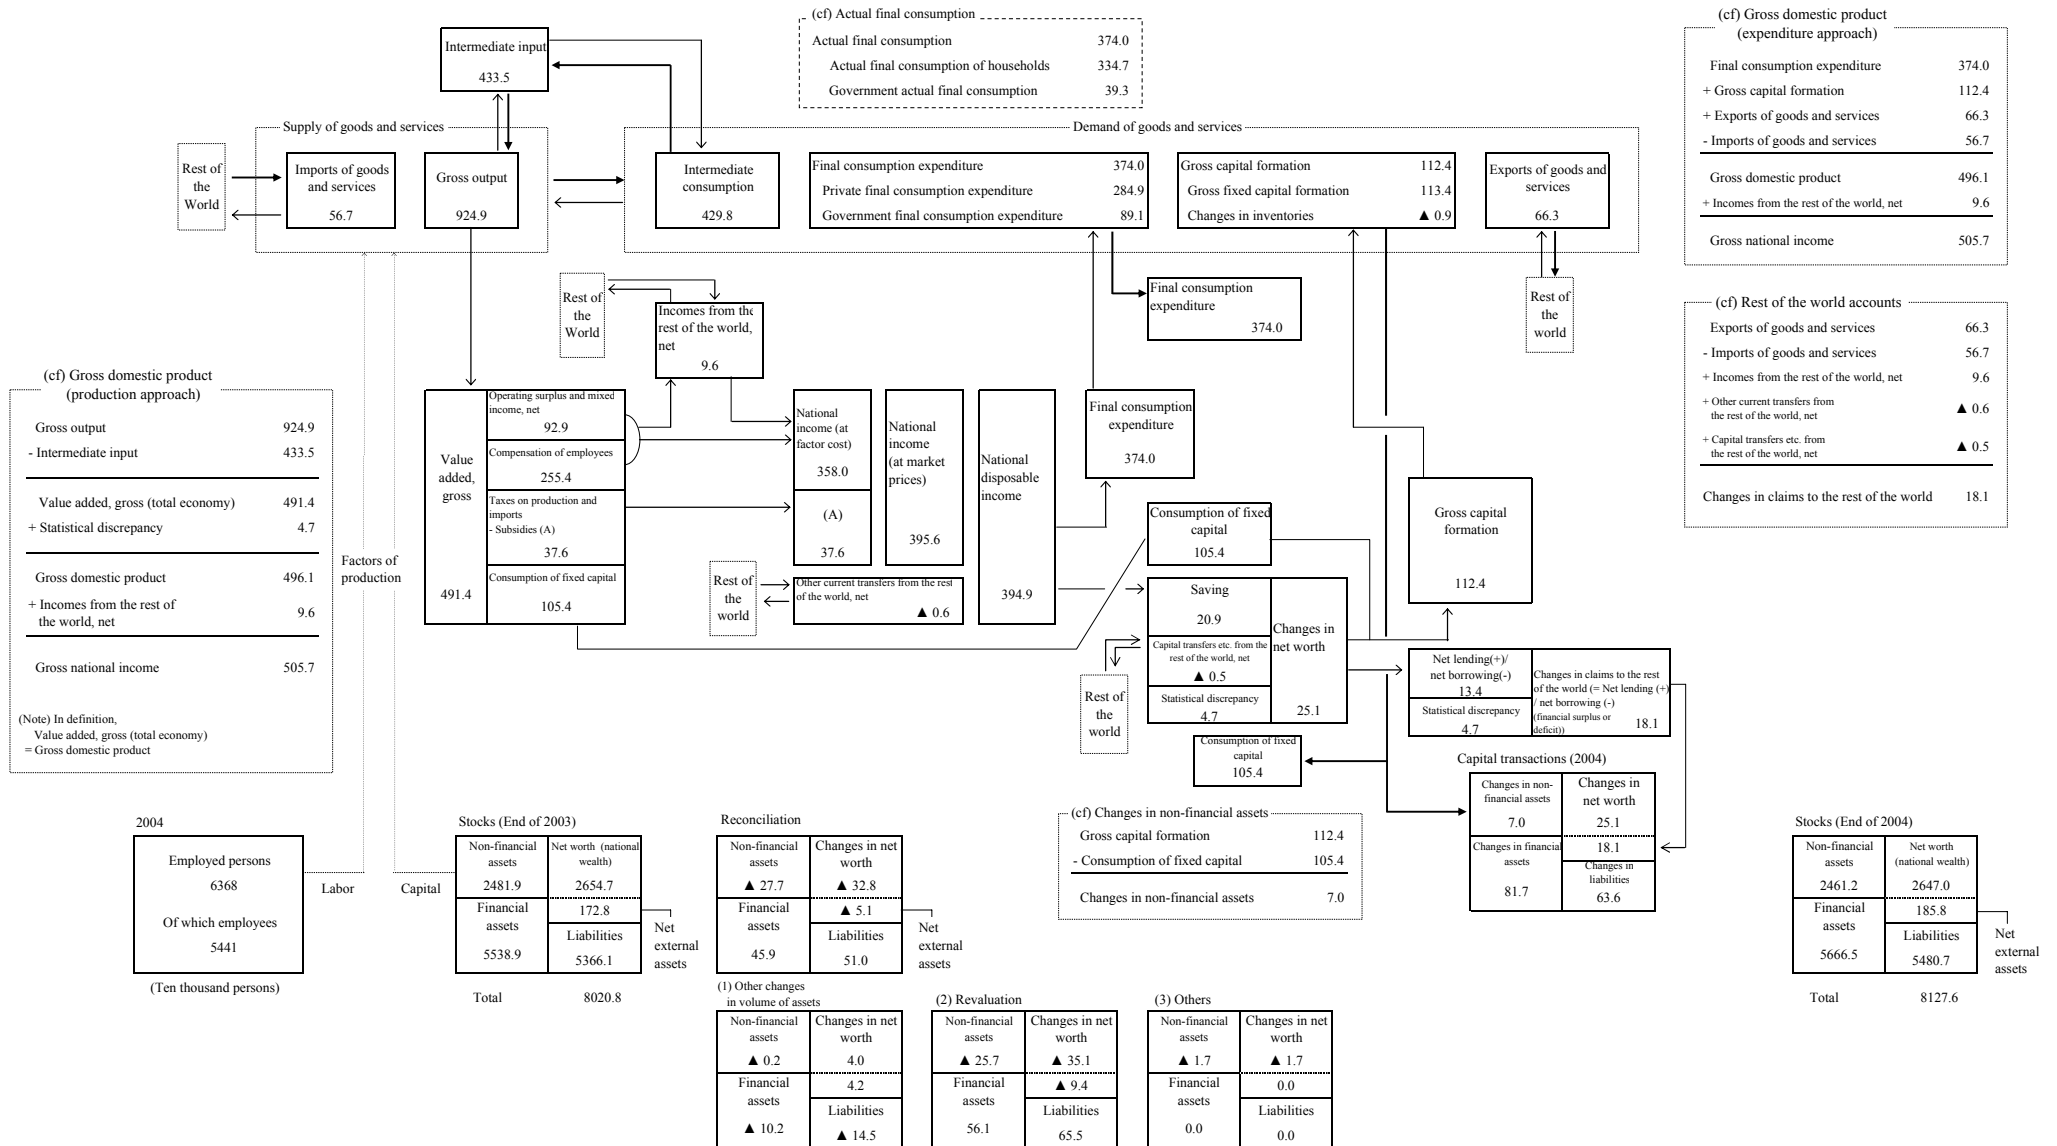 (cf) Actual final consumption
Actual final consumption 374.0
Actual final consumption of households 334.7
Government actual final consumption 39.3
(cf) Gross domestic product
(expenditure approach)
Final consumption expenditure 374.0
+ Gross capital formation 112.4
+ Exports of goods and services 66.3
- Imports of goods and services 56.7
Gross domestic product 496.1
+ Incomes from the rest of the world, net 9.6
Gross national income 505.7
Intermediate input
433.5
Supply of goods and services
Rest of
the
World
Imports of goods
and services
56.7
Gross output
924.9
Demand of goods and services
Intermediate
consumption
429.8
Final consumption expenditure 374.0
Private final consumption expenditure 284.9
Government final consumption expenditure 89.1
Gross capital formation 112.4
Gross fixed capital formation 113.4
Changes in inventories ▲ 0.9
Exports of goods and
services
66.3
Rest of
the
World
Incomes from the
rest of the world,
net
9.6
Final consumption
expenditure
374.0
Rest of
the
world
(cf) Rest of the world accounts
Exports of goods and services 66.3
- Imports of goods and services 56.7
+ Incomes from the rest of the world, net 9.6
+ Other current transfers from
the rest of the world, net ▲ 0.6
+ Capital transfers etc. from
the rest of the world, net ▲ 0.5
Changes in claims to the rest of the world 18.1
(cf) Gross domestic product
(production approach)
Gross output 924.9
- Intermediate input 433.5
Value added, gross (total economy) 491.4
+ Statistical discrepancy 4.7
Gross domestic product 496.1
+ Incomes from the rest of
the world, net 9.6
Gross national income 505.7
(Note) In definition,
Value added, gross (total economy)
= Gross domestic product
Factors of
production
Value
added,
gross
491.4
Operating surplus and mixed
income, net
92.9
Compensation of employees
255.4
Taxes on production and
imports
- Subsidies (A)
37.6
Consumption of fixed capital
105.4
National
income (at
factor cost)
358.0
(A)
37.6
National
income
(at market
prices)
395.6
Rest of
the
world
Other current transfers from the rest
of the world, net
▲ 0.6
National
disposable
income
394.9
Final consumption
expenditure
374.0
Consumption of fixed
capital
105.4
Saving
20.9
Capital transfers etc. from the
rest of the world, net
▲ 0.5
Statistical discrepancy
4.7
Changes in
net worth
25.1
Rest of
the
world
Gross capital
formation
112.4
Net lending(+)/
net borrowing(-)
13.4
Statistical discrepancy
4.7
Changes in claims to the rest
of the world (= Net lending (+)
/ net borrowing (-)
(financial surplus or
deficit))
18.1
Consumption of fixed
capital
105.4
Capital transactions (2004)
Changes in non-
financial assets
7.0
Changes in
net worth
25.1
Changes in financial
assets
81.7
18.1
Changes in
liabilities
63.6
2004
Employed persons
6368
Of which employees
5441
(Ten thousand persons)
Labor
Capital
Stocks (End of 2003)
Non-financial
assets
2481.9
Net worth (national
wealth)
2654.7
Financial
assets
5538.9
172.8
Liabilities
5366.1
Net
external
assets
Total 8020.8
Reconciliation
Non-financial
assets
▲ 27.7
Changes in net
worth
▲ 32.8
Financial
assets
45.9
▲ 5.1
Liabilities
51.0
Net
external
assets
(cf) Changes in non-financial assets
Gross capital formation 112.4
- Consumption of fixed capital 105.4
Changes in non-financial assets 7.0
Stocks (End of 2004)
Non-financial
assets
2461.2
Net worth
(national wealth)
2647.0
Financial
assets
5666.5
185.8
Liabilities
5480.7
Net
external
assets
Total 8127.6
(1) Other changes
in volume of assets
Non-financial
assets
▲ 0.2
Changes in net
worth
4.0
Financial
assets
▲ 10.2
4.2
Liabilities
▲ 14.5
(2) Revaluation
Non-financial
assets
▲ 25.7
Changes in net
worth
▲ 35.1
Financial
assets
56.1
▲ 9.4
Liabilities
65.5
(3) Others
Non-financial
assets
▲ 1.7
Changes in net
worth
▲ 1.7
Financial
assets
0.0
0.0
Liabilities
0.0